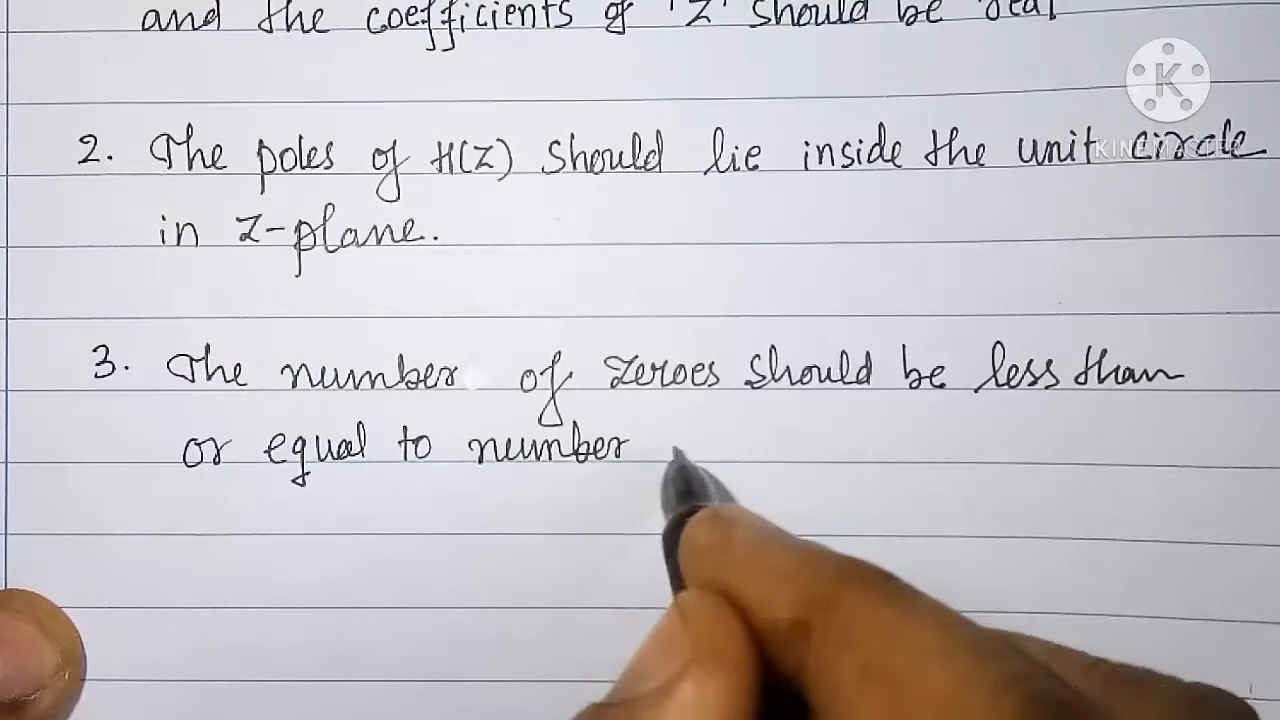 and the coefficients of 'Z' should be real
K
KINEMASTER
2. The poles of H(Z) should lie inside the unit circle
in Z-plane.
3. The number of zeroes should be less than
or equal to number